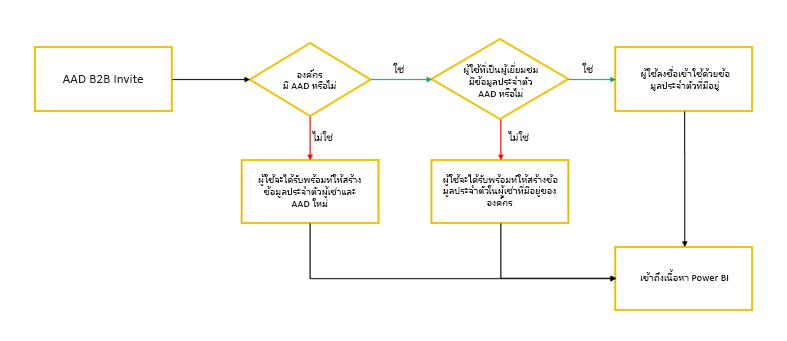 AAD B2B Invite
องค์กร
มี AAD หรือไม่
ใช่
ผู้ใช้ที่เป็นผู้เยี่ยมชม
มีข้อมูลประจำตัว
AAD หรือไม่
ใช่
ผู้ใช้ลงชื่อเข้าใช้ด้วยข้อ
มูลประจำตัวที่มีอยู่
ไม่ใช่
ไม่ใช่
ผู้ใช้จะได้รับพร้อมท์ให้สร้าง
ข้อมูลประจำตัวผู้เช่าและ
AAD ใหม่
ผู้ใช้จะได้รับพร้อมท์ให้สร้างข้อ
มูลประจำตัวในผู้เช่าที่มีอยู่ของ
องค์กร
เข้าถึงเนื้อหา Power BI